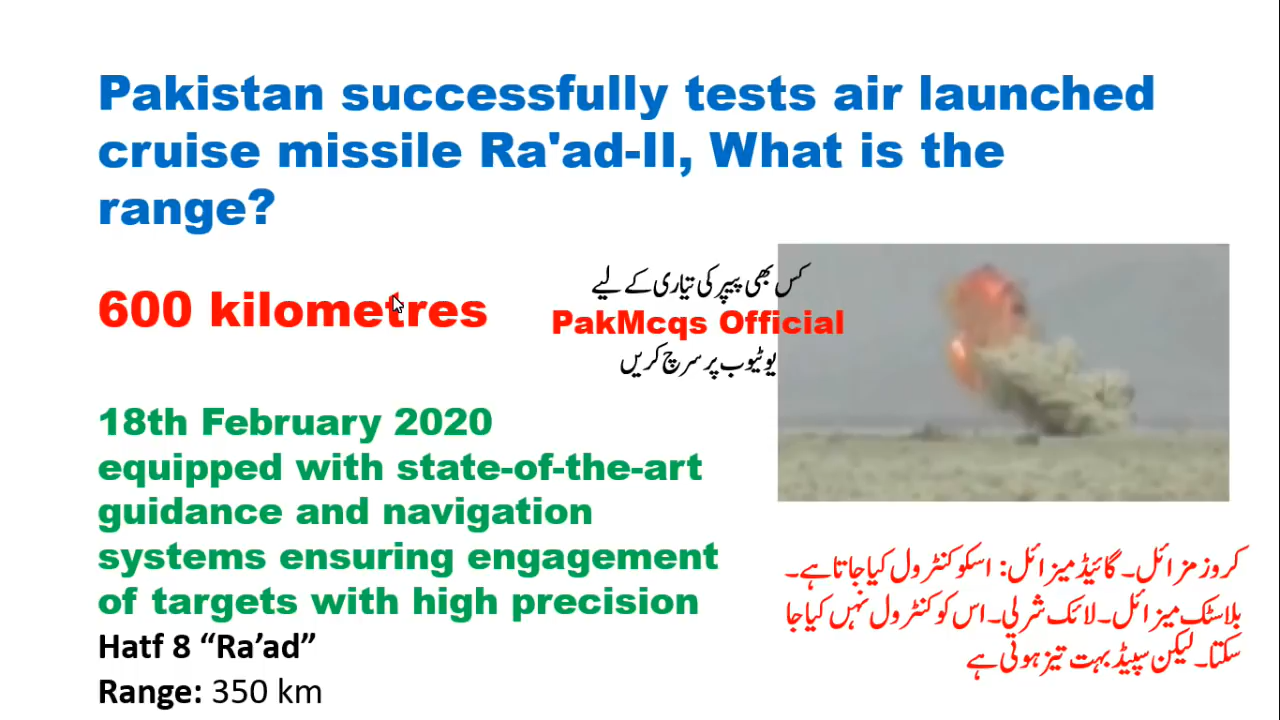 Pakistan successfully tests air launched
cruise missile Ra'ad-II, What is the
range?
600 kilometres
کس بھی پیپر کی تیاری کے لیے
PakMcqs Official
یوٹیوب پر سرچ کریں
18th February 2020
equipped with state-of-the-art
guidance and navigation
systems ensuring engagement
of targets with high precision
Hatf 8 “Ra’ad”
Range: 350 km
کروز مزائل۔ گائیڈ میزائل: اسکو کنٹرول کیا جاتا ہے۔
بلاسٹک میزائل۔ لائک شرلی۔ اس کو کنٹرول نہں کیا جا
سکتا۔ لیکن سپیڈ بہت تیز ہوتی ہے